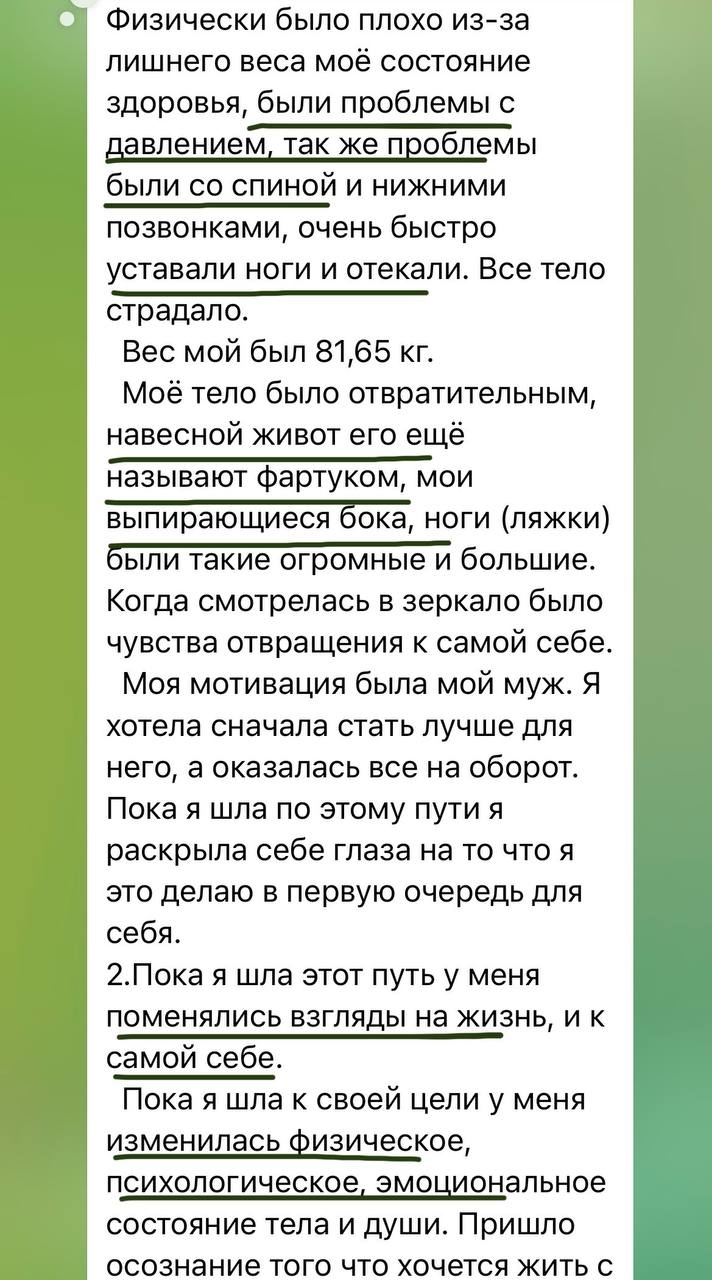 Физически было плохо из-за
лишнего веса моё состояние
здоровья, были проблемы с
давлением, так же проблемы
были со спиной и нижними
позвонками, очень быстро
уставали ноги и отекали. Все тело
страдало.
Вес мой был 81,65 кг.
Моё тело было отвратительным,
навесной живот его ещё
называют фартуком, мои
выпирающиеся бока, ноги (ляжки)
были такие огромные и большие.
Когда смотрелась в зеркало было
чувства отвращения к самой себе.
Моя мотивация была мой муж. Я
хотела сначала стать лучше для
него, а оказалась все на оборот.
Пока я шла по этому пути я
раскрыла себе глаза на то что я
это делаю в первую очередь для
себя.
2.Пока я шла этот путь у меня
поменялись взгляды на жизнь, и к
самой себе.
Пока я шла к своей цели у меня
изменилась физическое,
психологическое, эмоциональное
состояние тела и души. Пришло
осознание того что хочется жить с